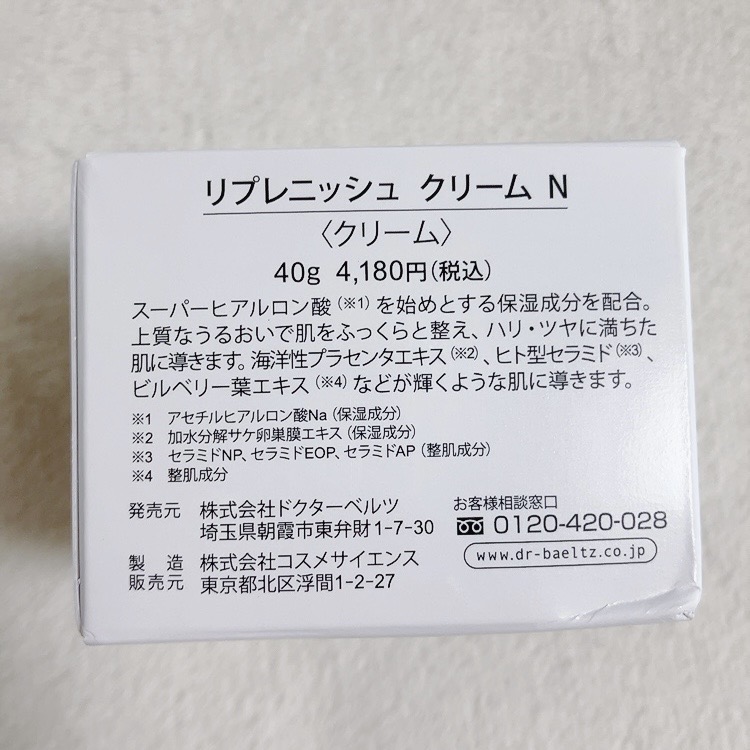 リプレニッシュ クリーム N
〈クリーム〉
40g 4,180円(税込)
スーパーヒアルロン酸(※1)を始めとする保湿成分を配合。
上質なうるおいで肌をふっくらと整え、ハリ・ツヤに満ちた
肌に導きます。海洋性プラセンタエキス(※2)、ヒト型セラミド(※3)、
ビルベリー葉エキス(※4)などが輝くような肌に導きます。
※1 アセチルヒアルロン酸Na(保湿成分)
※2 加水分解サケ卵巣膜エキス(保湿成分)
※3 セラミドNP、セラミドEOP、セラミドAP(整肌成分)
※4 整肌成分
発売元 株式会社ドクターベルツ
埼玉県朝霞市東弁財1-7-30
製造 株式会社コスメサイエンス
販売元 東京都北区浮間1-2-27
お客様相談窓口
0120-420-028
www.dr-baeltz.co.jp